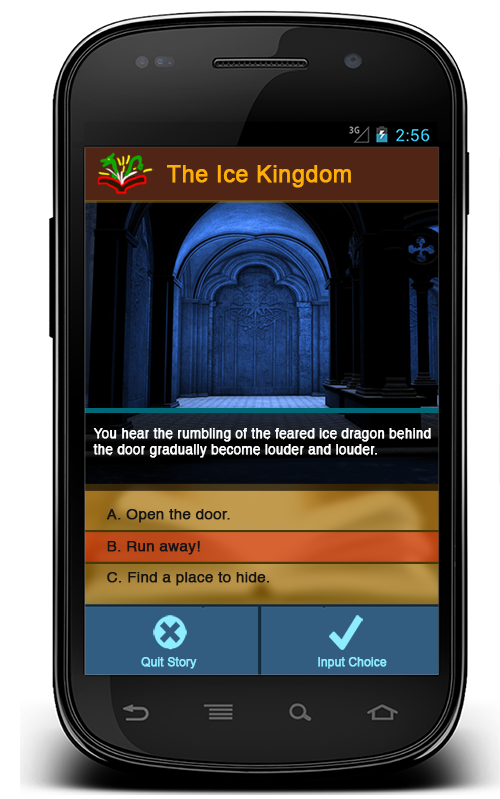 3G 2:56
The Ice Kingdom
You hear the rumbling of the feared ice dragon behind
the door gradually become louder and louder.
A. Open the door.
B. Run away!
C. Find a place to hide.
Quit Story Input Choice